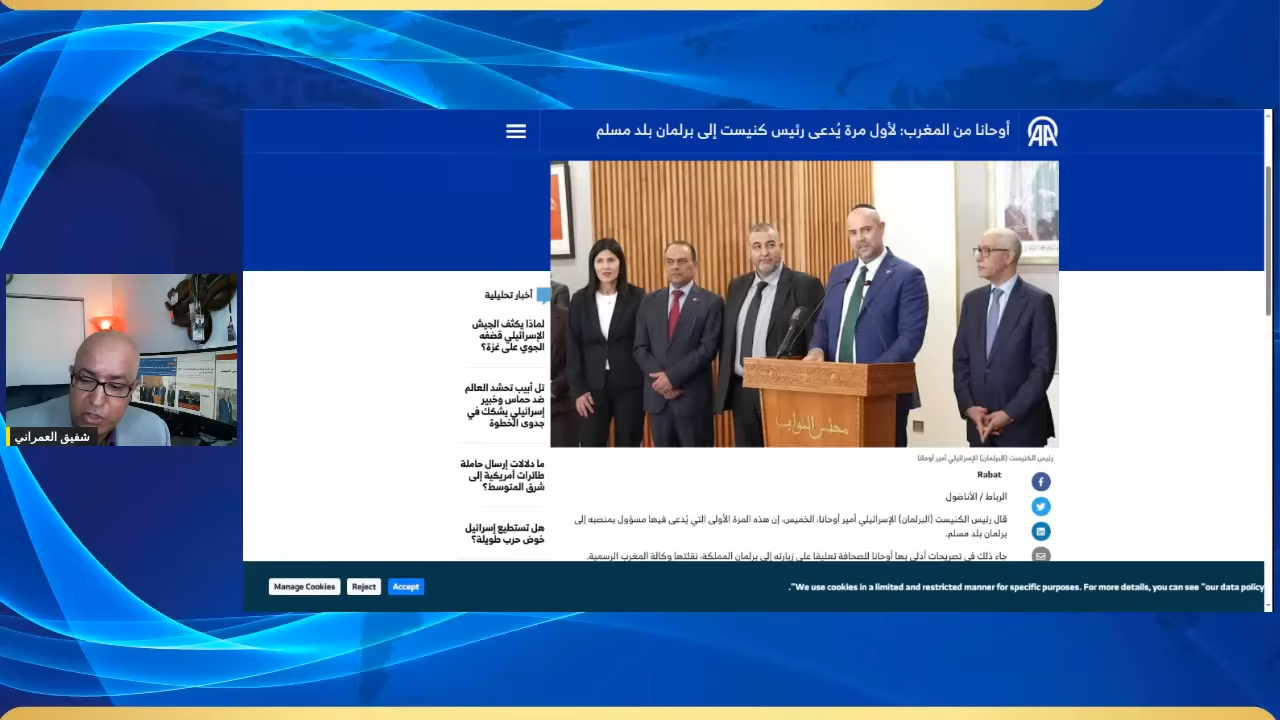 أوحانا من المغرب: لأول مرة يُدعى رئيس كنيست إلى برلمان بلد مسلم
AA
مجلس النواب
رئيس الكنيست (البرلمان) الإسرائيلي أمير أوحانا
Rabat
الرباط / الأناضول
قال رئيس الكنيست (البرلمان) الإسرائيلي أمير أوحانا، الخميس، إن هذه المرة الأولى التي يُدعى فيها مسؤول بمنصبه إلى
برلمان بلد مسلم.
جاء ذلك في تصريحات أدلى بها أوحانا للصحافة تعليقا على زيارته إلى برلمان المملكة، نقلتها وكالة المغرب الرسمية.
أخبار تحليلية
لماذا يكثف الجيش
الإسرائيلي قصفه
الجوي على غزة؟
تل أبيب تحشد العالم
ضد حماس وخبير
إسرائيلي يشكك في
جدوى الخطوة
ما دلالات إرسال حاملة
طائرات أمريكية إلى
شرق المتوسط؟
هل تستطيع إسرائيل
خوض حرب طويلة؟
شفيق العمراني
Manage Cookies
Reject
Accept
We use cookies in a limited and restricted manner for specific purposes. For more details, you can see "our data policy".